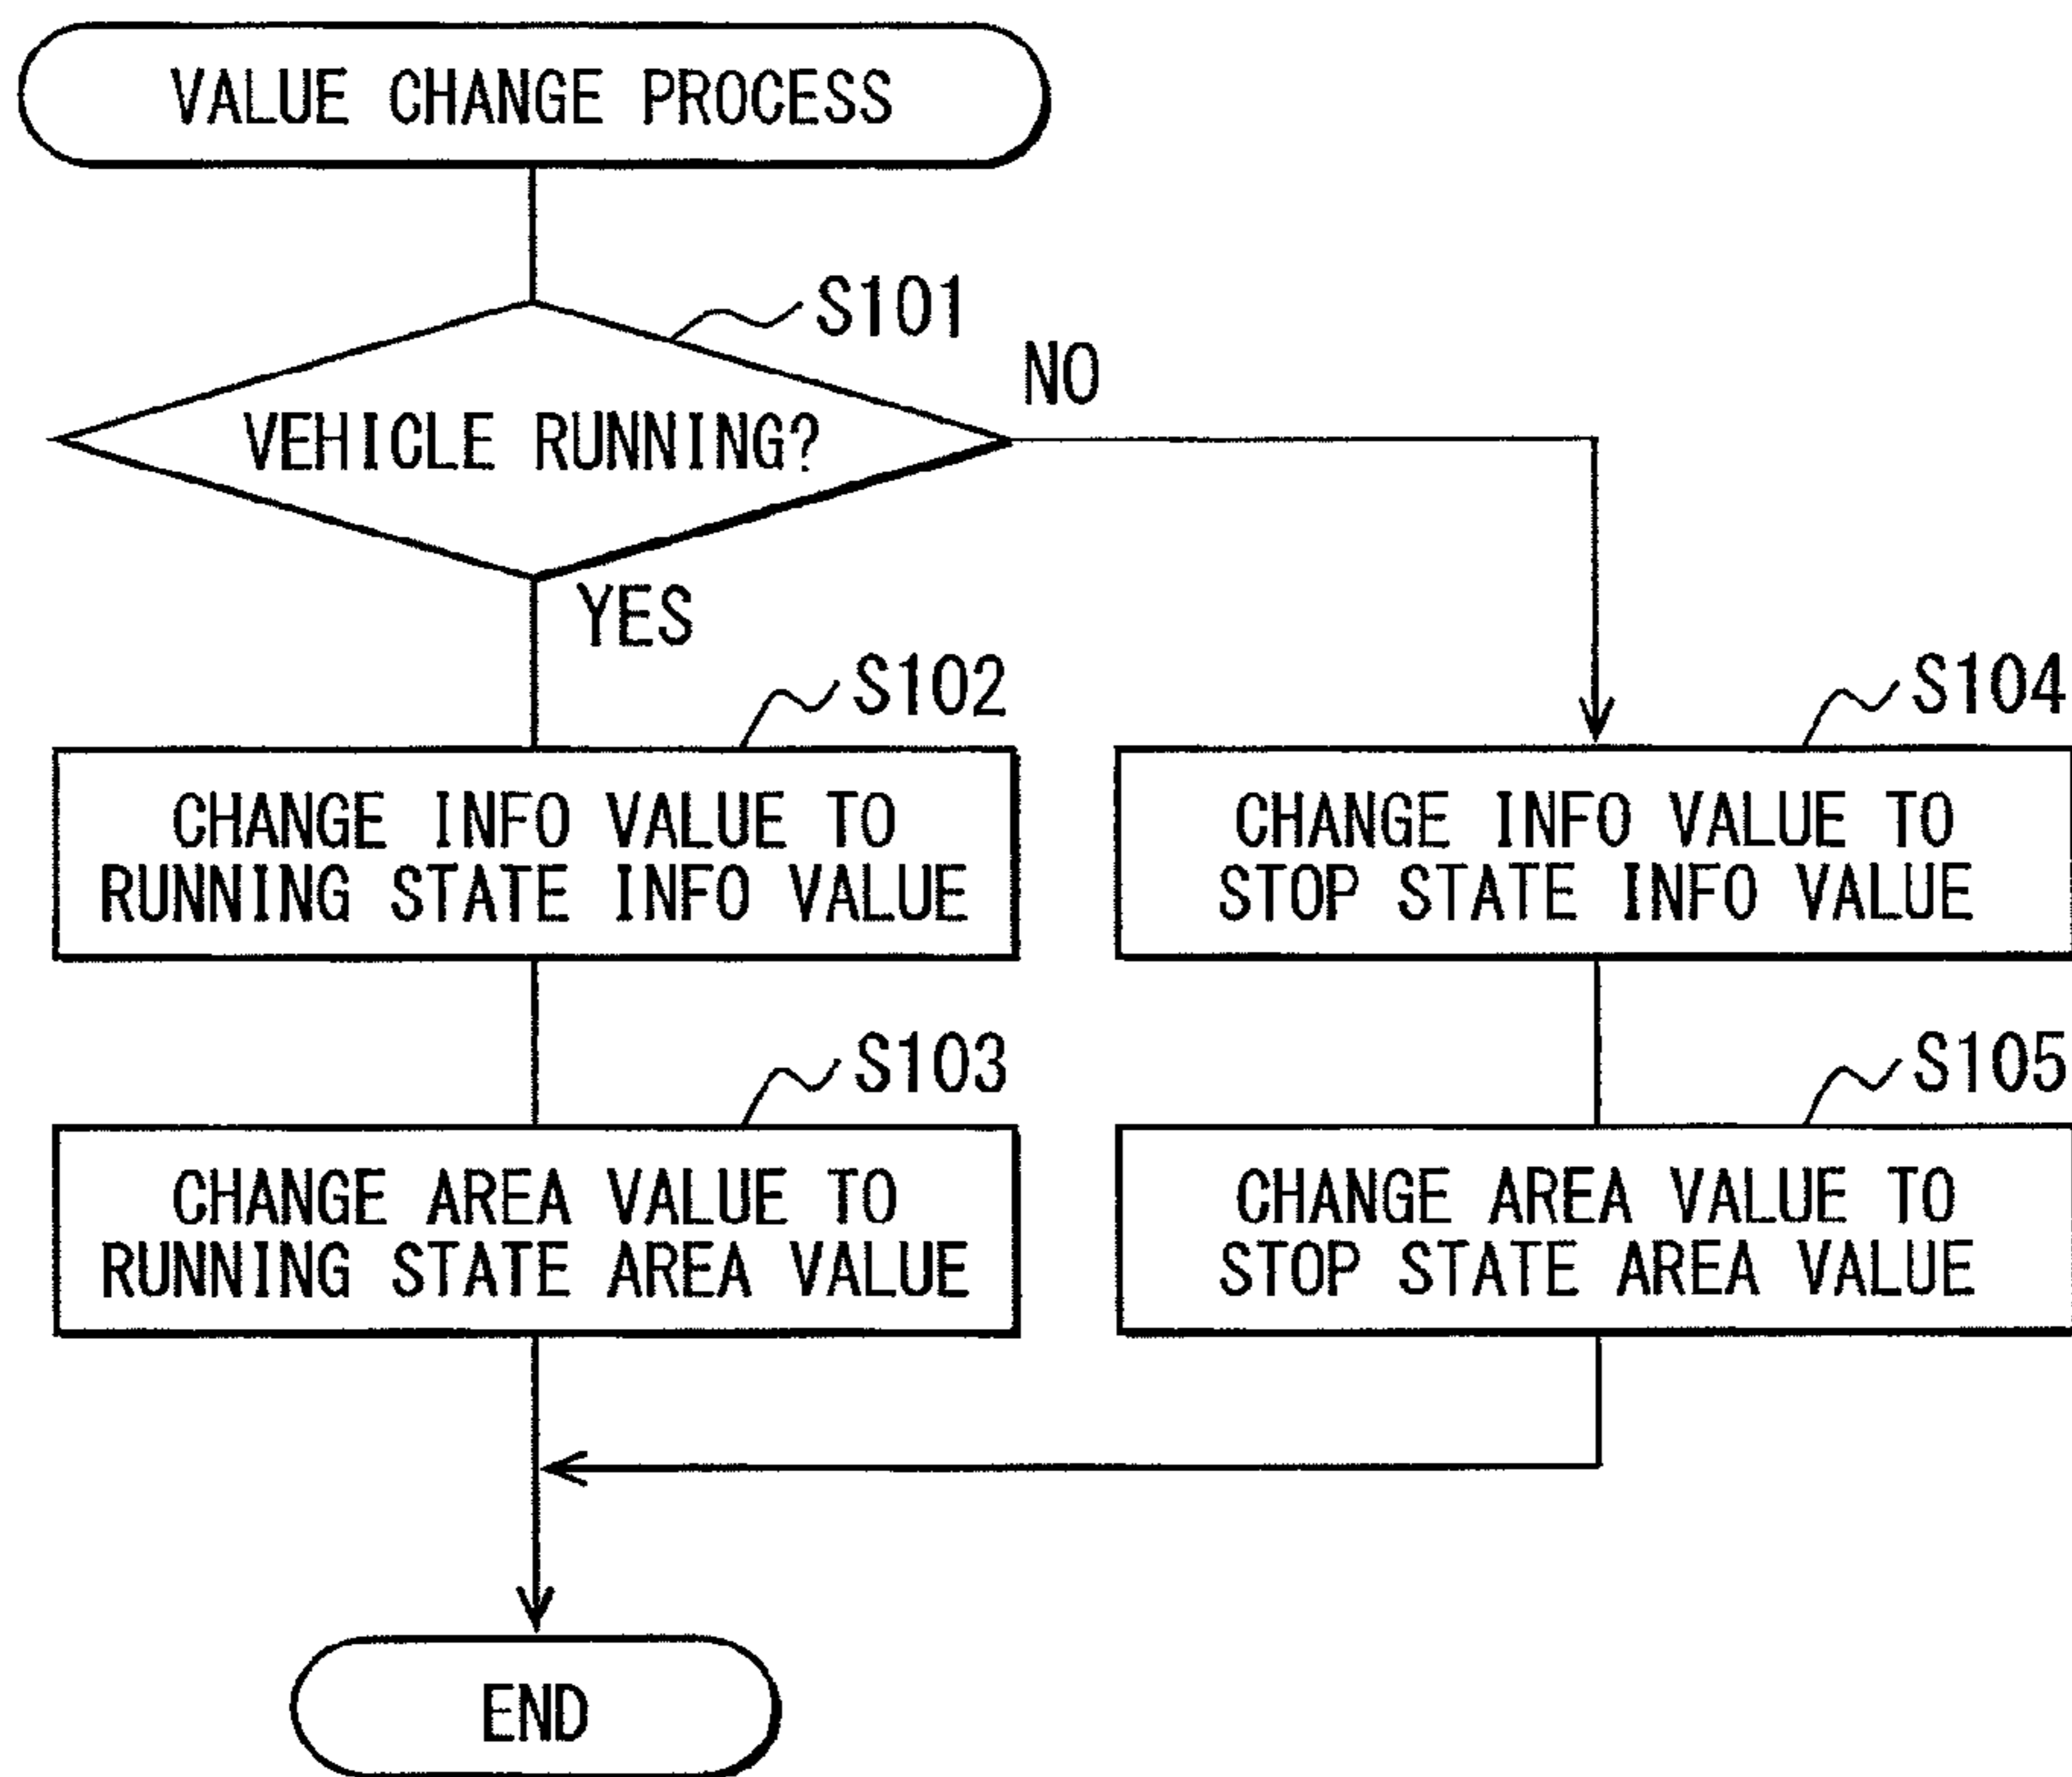 VALUE CHANGE PROCESS
S101
VEHICLE RUNNING?
NO
YES
S102
CHANGE INFO VALUE TO
RUNNING STATE INFO VALUE
S104
CHANGE INFO VALUE TO
STOP STATE INFO VALUE
S103
CHANGE AREA VALUE TO
RUNNING STATE AREA VALUE
S105
CHANGE AREA VALUE TO
STOP STATE AREA VALUE
END